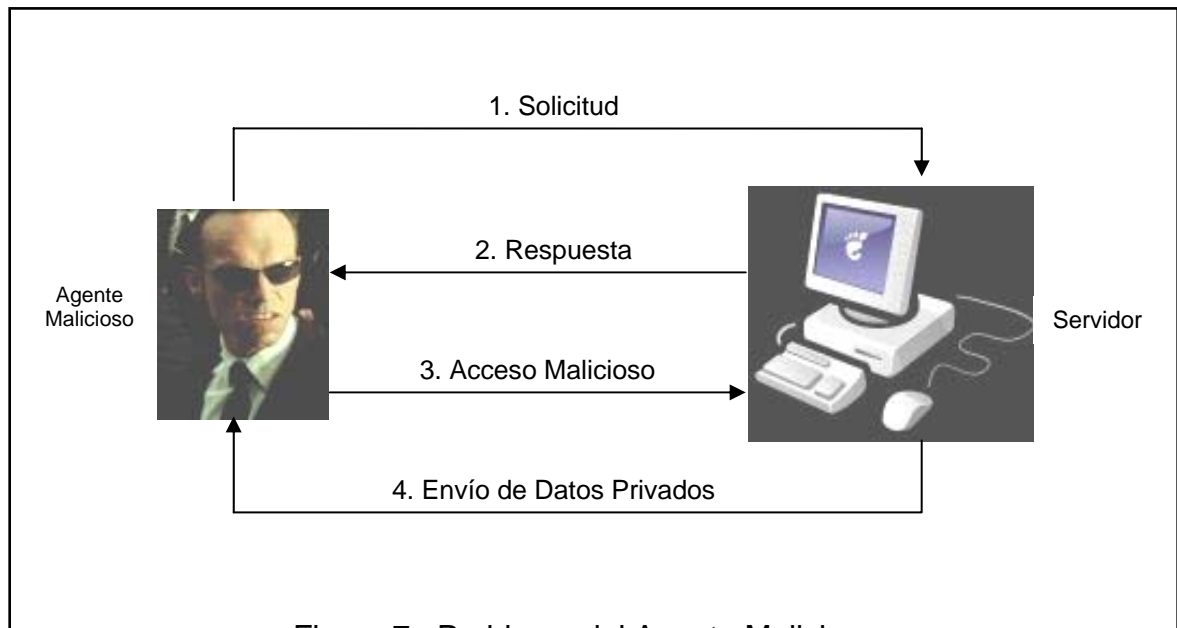 1. Solicitud
2. Respuesta
Agente
Malicioso
Servidor
3. Acceso Malicioso
4. Envío de Datos Privados